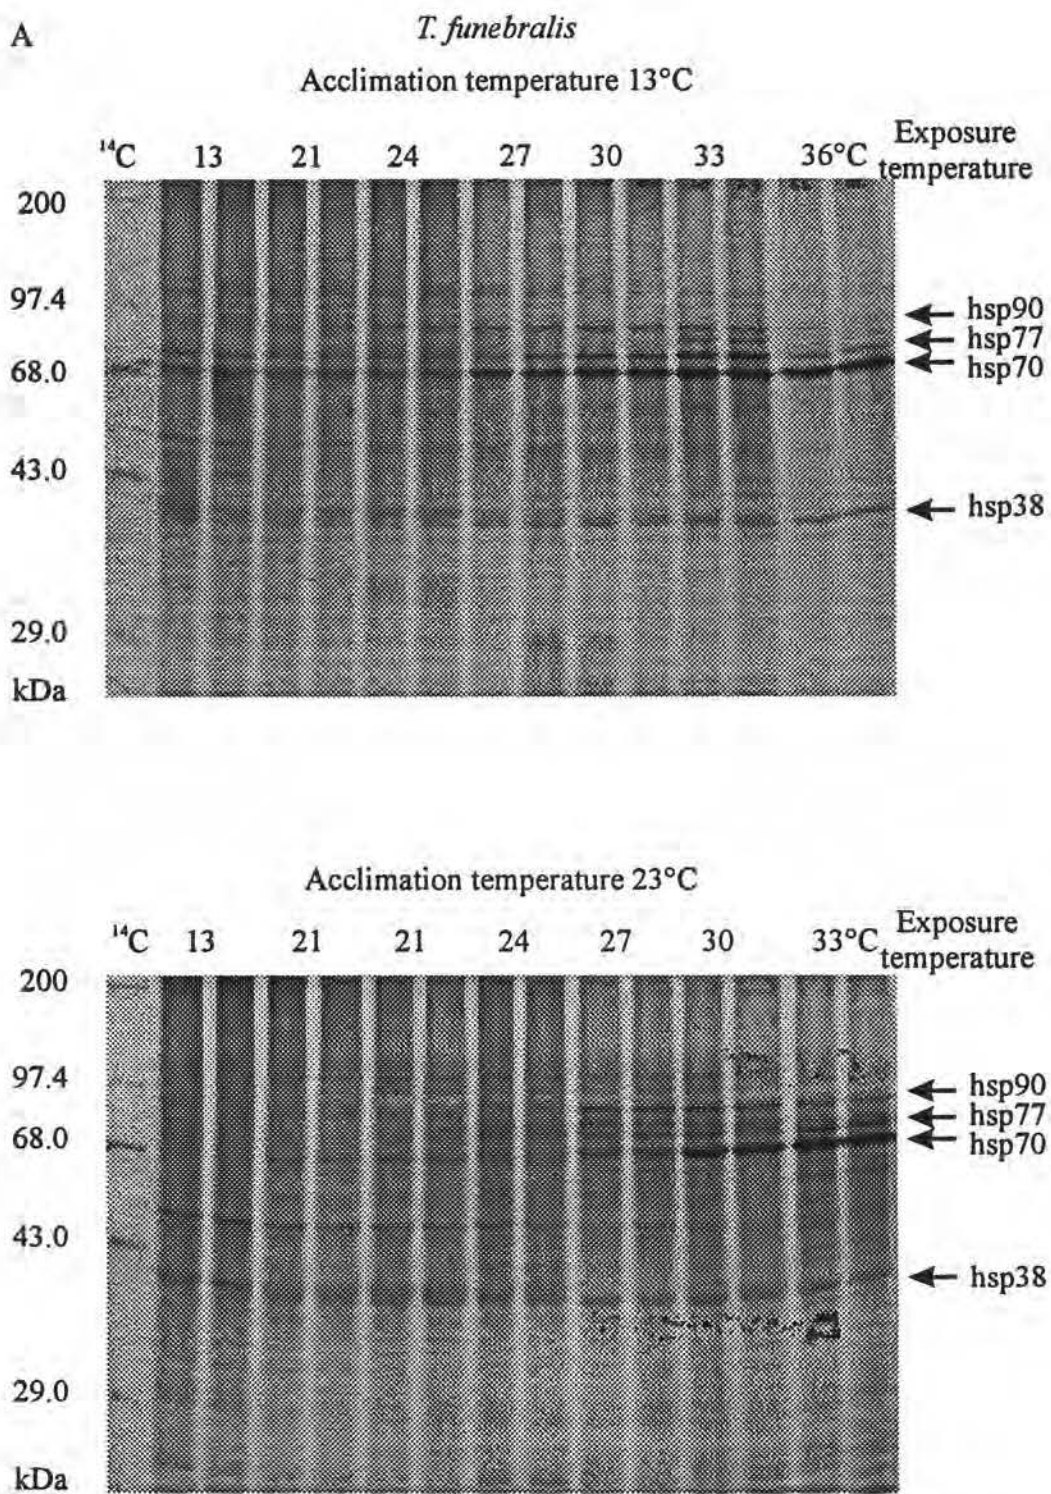 A
T. funebralis
Acclimation temperature 13°C
¹⁴C 13 21 24 27 30 33 36°C Exposure temperature
200
97.4
hsp90
hsp77
68.0
hsp70
43.0
hsp38
29.0
kDa
Acclimation temperature 23°C
¹⁴C 13 21 21 24 27 30 33°C Exposure temperature
200
97.4
hsp90
hsp77
68.0
hsp70
43.0
hsp38
29.0
kDa